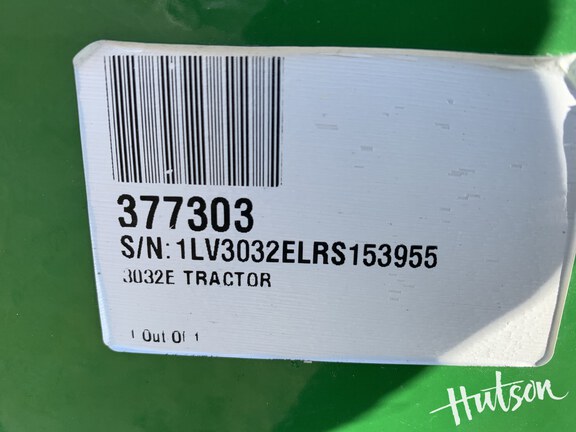 377303
S/N: 1LV3032ELRS153955
3032E TRACTOR
1 Out Of 1
Hutson